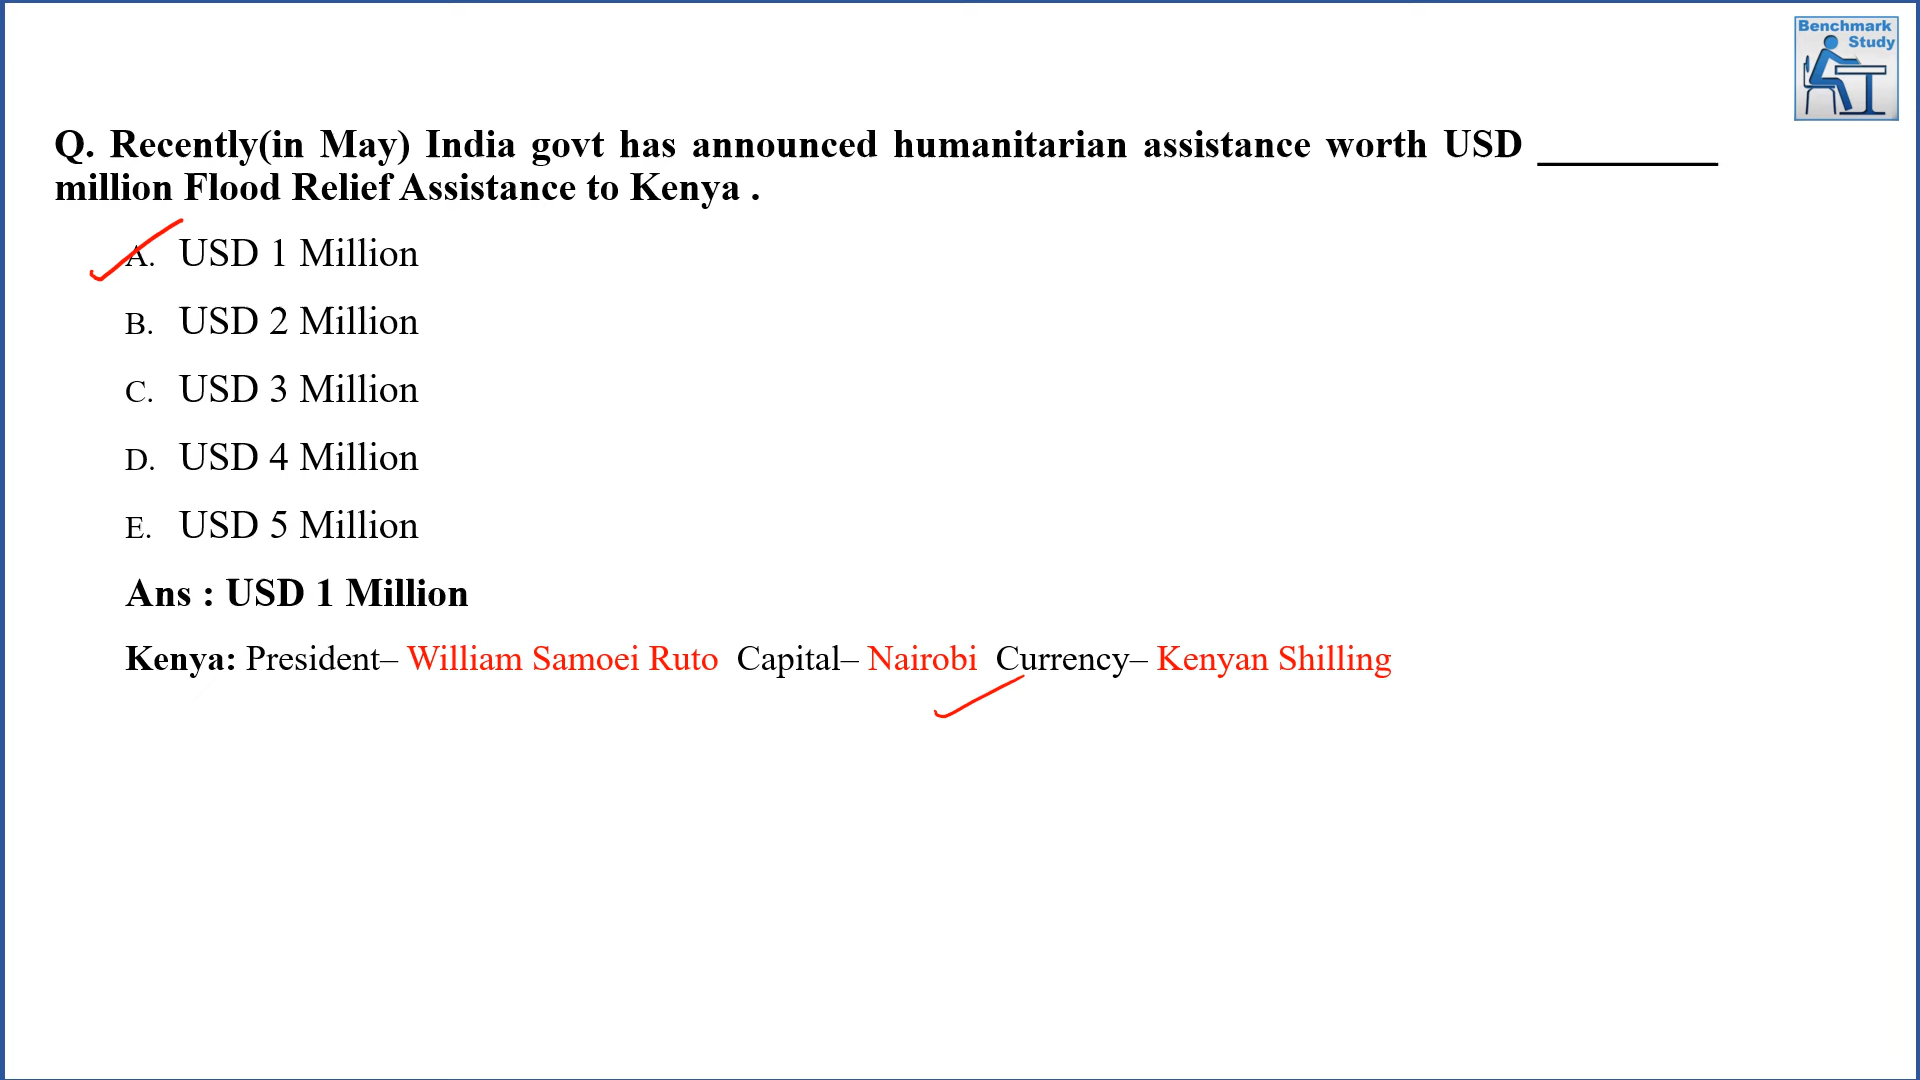 Benchmark
Study
Q. Recently(in May) India govt has announced humanitarian assistance worth USD _________
million Flood Relief Assistance to Kenya .
A. USD 1 Million
B. USD 2 Million
C. USD 3 Million
D. USD 4 Million
E. USD 5 Million
Ans : USD 1 Million
Kenya: President– William Samoei Ruto Capital– Nairobi Currency– Kenyan Shilling